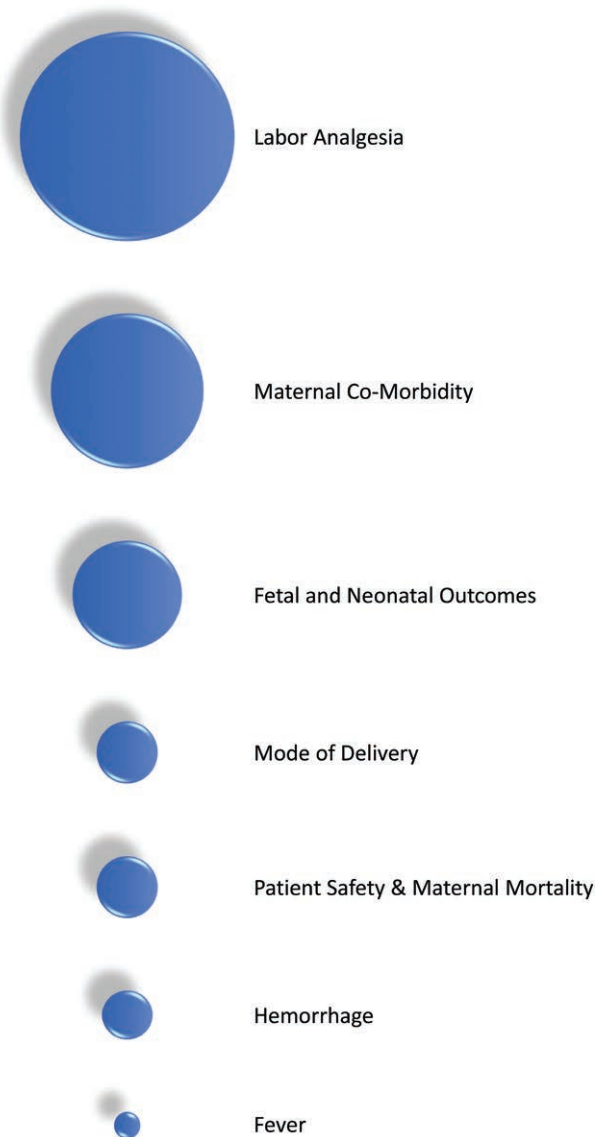 Labor Analgesia
Maternal Co-Morbidity
Fetal and Neonatal Outcomes
Mode of Delivery
Patient Safety & Maternal Mortality
Hemorrhage
Fever